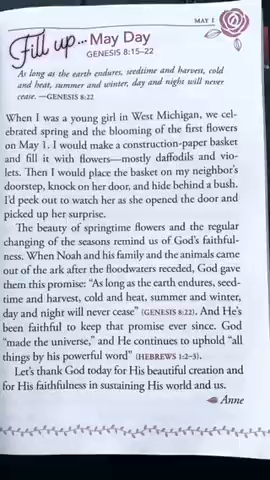 MAY 1
Fill up... May Day
GENESIS 8:15–22
As long as the earth endures, seedtime and harvest, cold
and heat, summer and winter, day and night will never
cease. —GENESIS 8:22
When I was a young girl in West Michigan, we cel-
ebrated spring and the blooming of the first flowers
on May 1. I would make a construction-paper basket
and fill it with flowers—mostly daffodils and vio-
lets. Then I would place the basket on my neighbor's
doorstep, knock on her door, and hide behind a bush.
I'd peek out to watch her as she opened the door and
picked up her surprise.
The beauty of springtime flowers and the regular
changing of the seasons remind us of God's faithful-
ness. When Noah and his family and the animals came
out of the ark after the floodwaters receded, God gave
them this promise: “As long as the earth endures, seed-
time and harvest, cold and heat, summer and winter,
day and night will never cease” (GENESIS 8:22). And He's
been faithful to keep that promise ever since. God
“made the universe,” and He continues to uphold “all
things by his powerful word” (HEBREWS 1:2–3).
Let's thank God today for His beautiful creation and
for His faithfulness in sustaining His world and us.
Anne